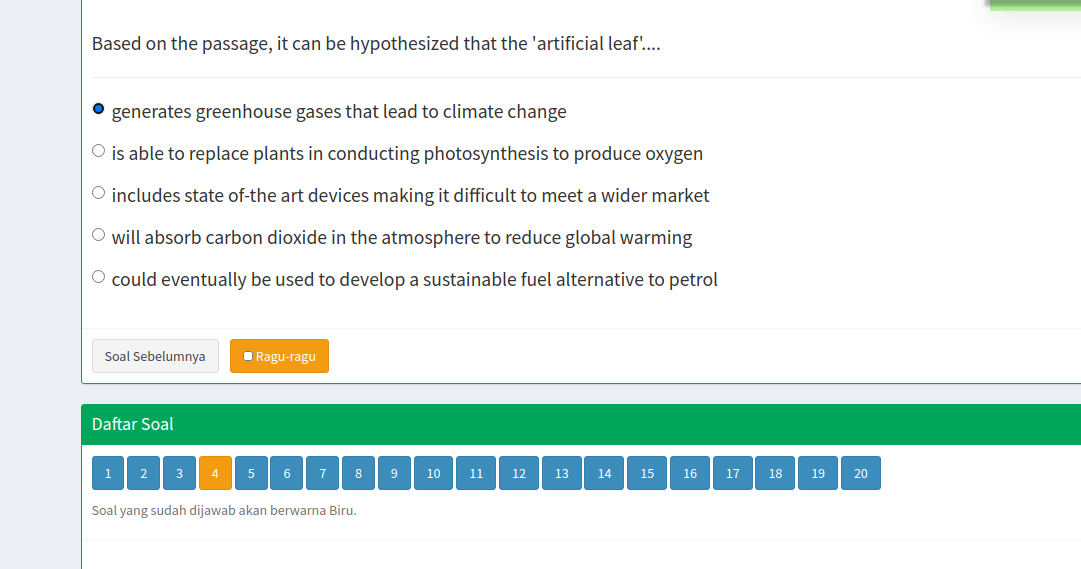 Based on the passage, it can be hypothesized that the 'artificial leaf'....
generates greenhouse gases that lead to climate change
is able to replace plants in conducting photosynthesis to produce oxygen
includes state of-the art devices making it difficult to meet a wider market
will absorb carbon dioxide in the atmosphere to reduce global warming
could eventually be used to develop a sustainable fuel alternative to petrol
Soal Sebelumnya Ragu-ragu
Daftar Soal
1 2 3 4 5 6 7 8 9 10 11 12 13 14 15 16 17 18 19 20
Soal yang sudah dijawab akan berwarna Biru.